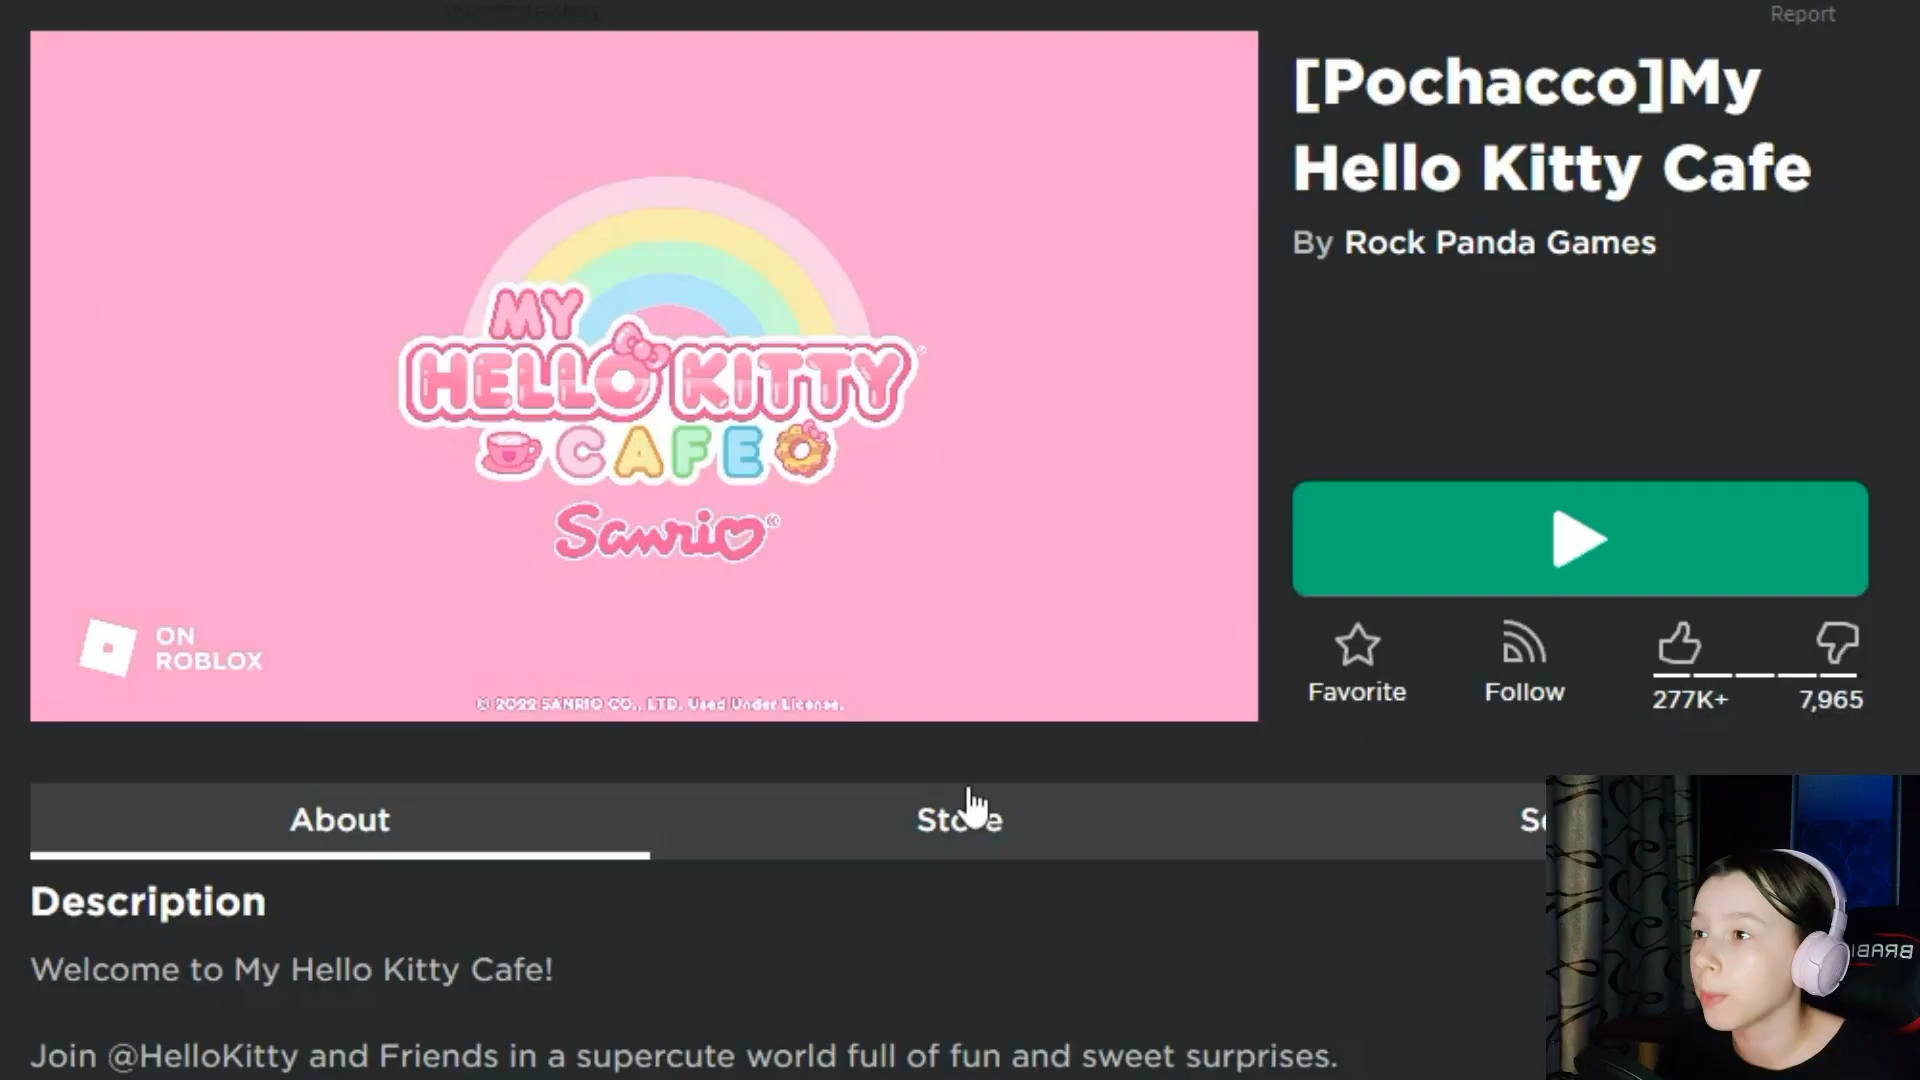 Report
MY
HELLO KITTY®
CAFE
Sanrio®
ON
ROBLOX
© 2022 SANRIO CO., LTD. Used Under License.
[Pochacco]My
Hello Kitty Cafe
By Rock Panda Games
Favorite
Follow
277K+
7,965
About
Store
Description
Welcome to My Hello Kitty Cafe!
Join @HelloKitty and Friends in a supercute world full of fun and sweet surprises.